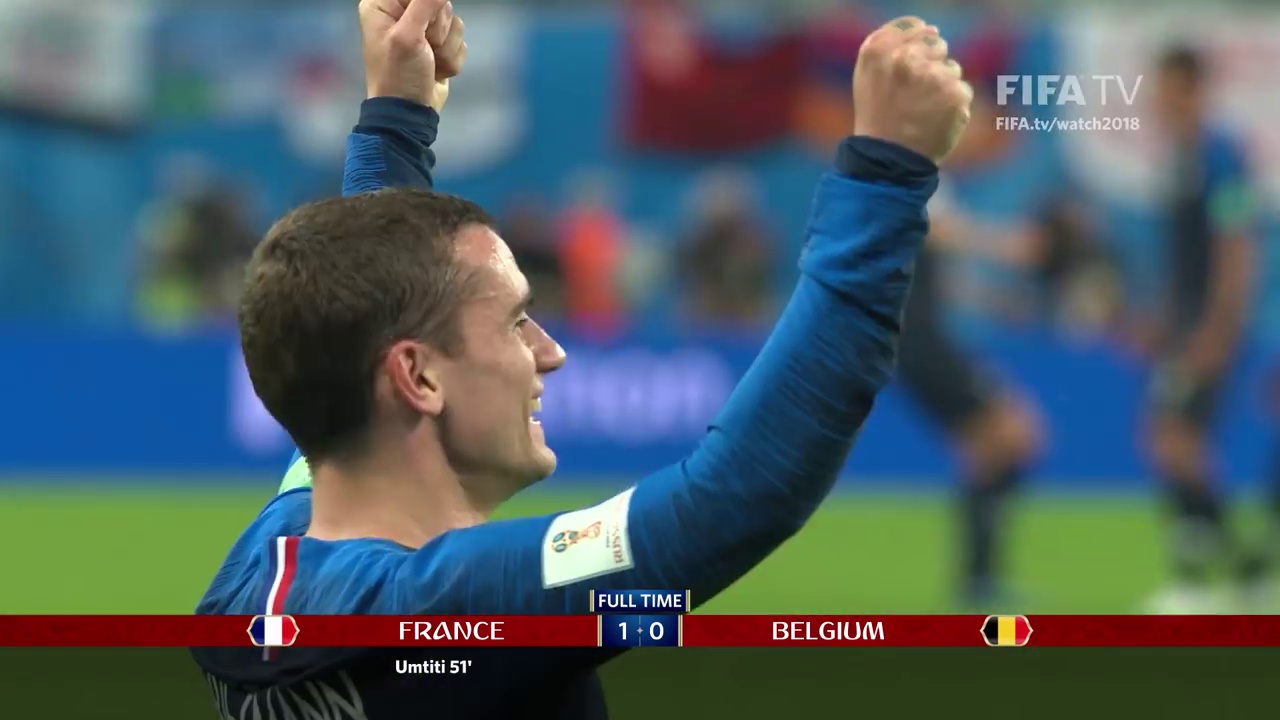 FIFA TV
FIFA.tv/watch2018
FULL TIME
FRANCE 1 0 BELGIUM
Umtiti 51'